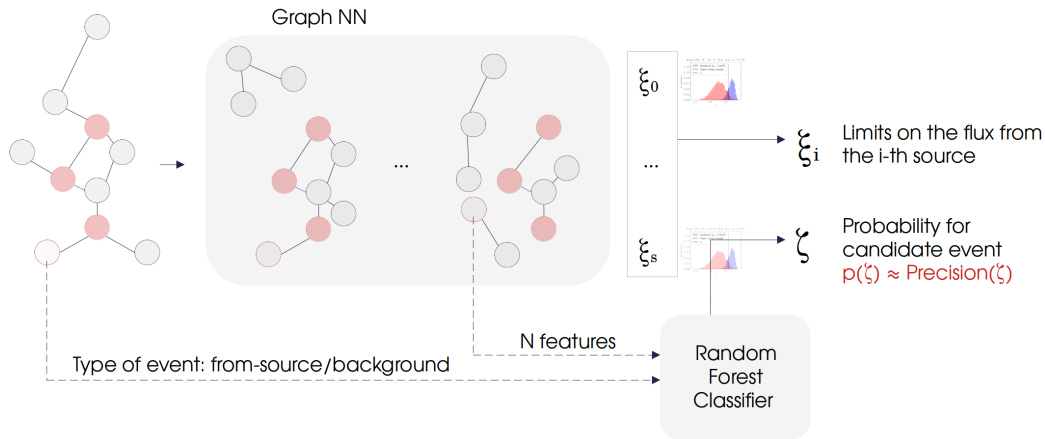 Graph NN
ξ0
...
...
ξs
ξi
Limits on the flux from
the i-th source
ζ
Probability for
candidate event
p(ζ) ≈ Precision(ζ)
N features
Type of event: from-source/background
Random
Forest
Classifier